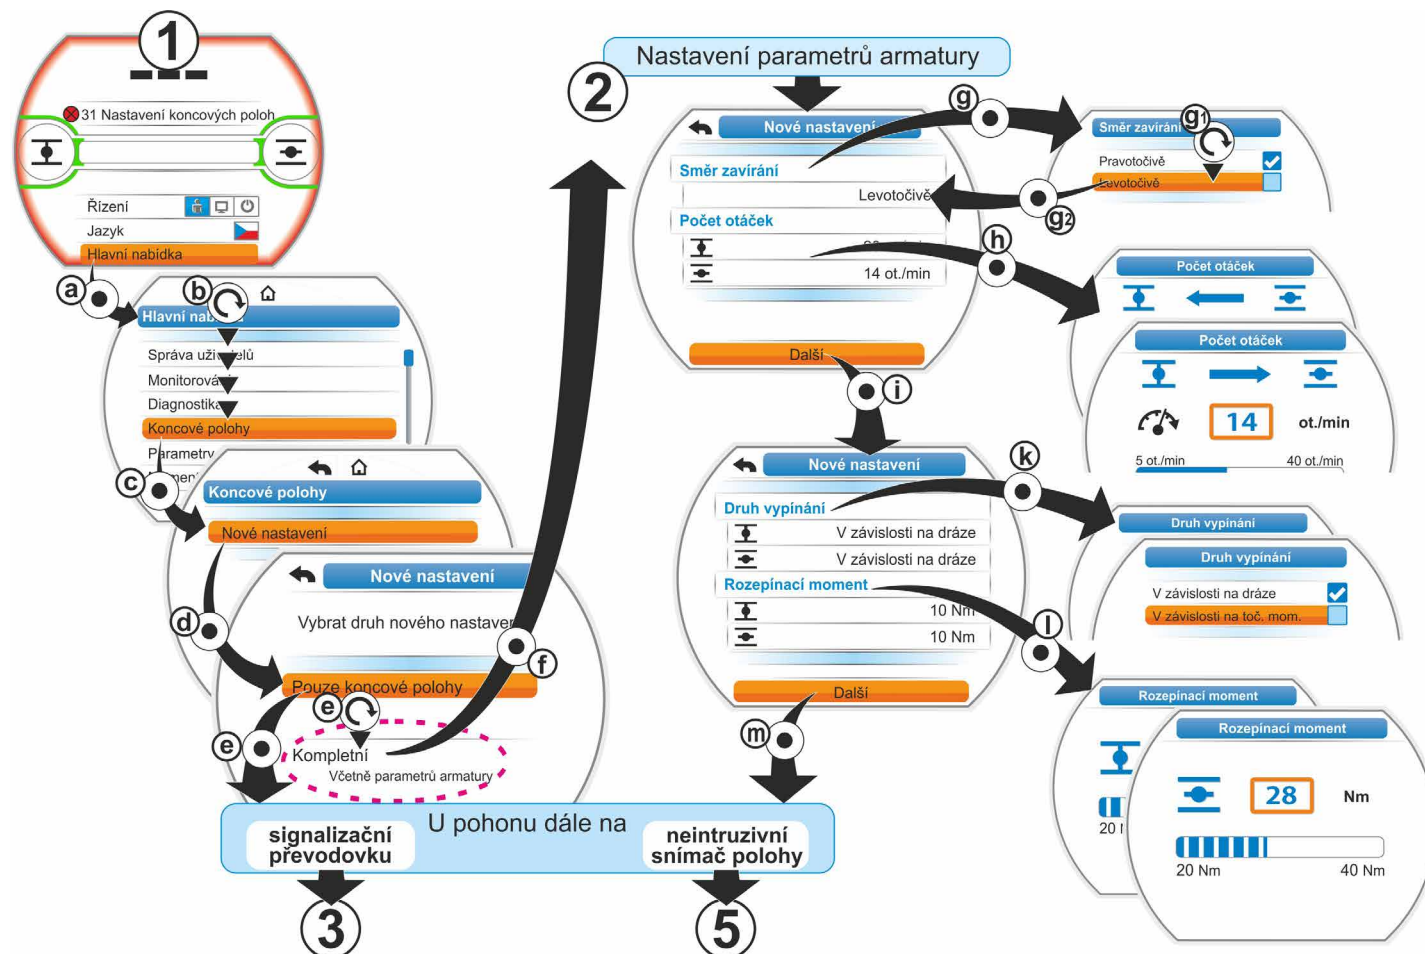 1
31 Nastavení koncových poloh
Řízení
Jazyk
Hlavní nabídka
a
b
Hlavní
Správa
Monitorování
Diagnostika
Koncové polohy
Parametry
c
Koncové polohy
Nové nastavení
d
Nové nastavení
Vybrat druh nového
Pouze koncové polohy
e
e
f
Kompletní
Včetně parametrů armatury
2
Nastavení parametrů armatury
Nové nastavení
Směr zavírání
Levotočivě
Počet otáček
14 ot./min
Další
g
Směr zavírání
g1
Pravotočivě
Levotočivě
g2
h
Počet otáček
Počet otáček
14 ot./min
5 ot./min 40 ot./min
i
Nové nastavení
Druh vypínání
V závislosti na dráze
V závislosti na dráze
Rozepínací moment
10 Nm
10 Nm
Další
k
Druh vypínání
Druh vypínání
V závislosti na dráze
V závislosti na toč. mom.
l
Rozepínací moment
20
Rozepínací moment
28 Nm
20 Nm 40 Nm
m
U pohonu dále na
signalizační
převodovku
neintruzivní
snímač polohy
3
5